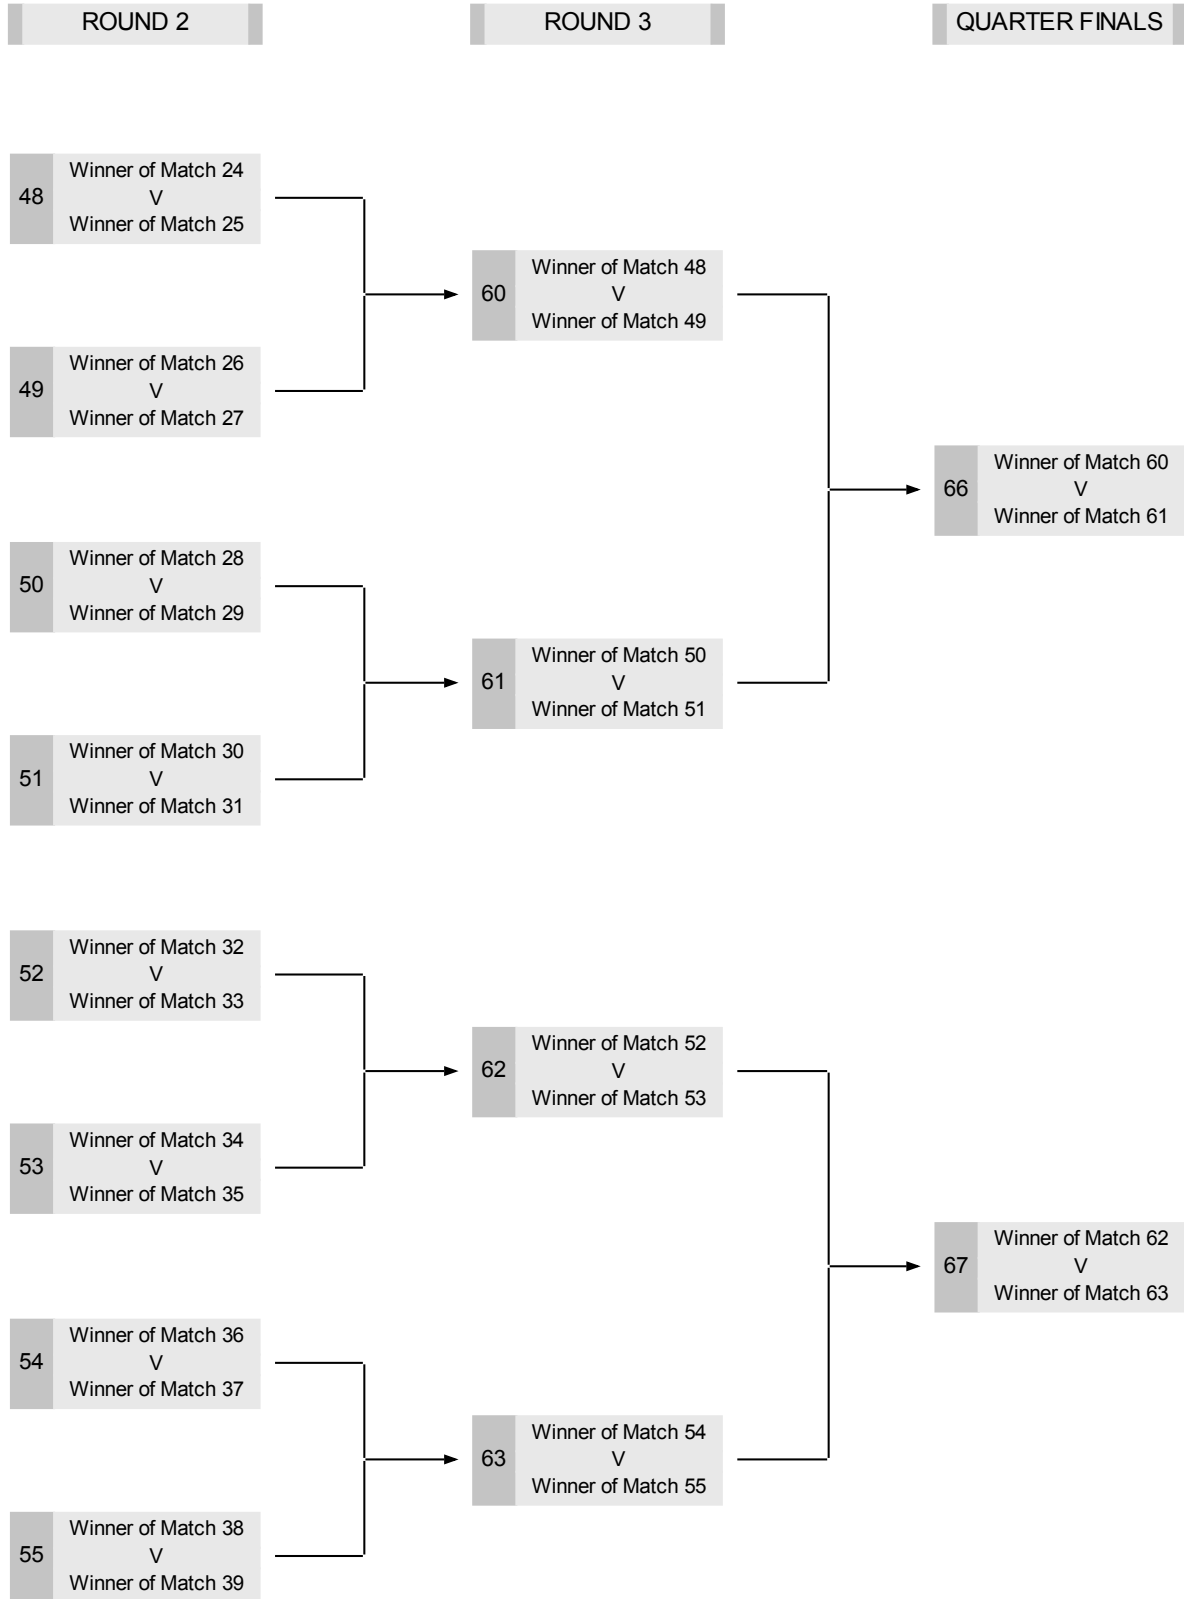 ROUND 2
ROUND 3
QUARTER FINALS
48
Winner of Match 24
V
Winner of Match 25
49
Winner of Match 26
V
Winner of Match 27
60
Winner of Match 48
V
Winner of Match 49
50
Winner of Match 28
V
Winner of Match 29
51
Winner of Match 30
V
Winner of Match 31
61
Winner of Match 50
V
Winner of Match 51
66
Winner of Match 60
V
Winner of Match 61
52
Winner of Match 32
V
Winner of Match 33
53
Winner of Match 34
V
Winner of Match 35
62
Winner of Match 52
V
Winner of Match 53
54
Winner of Match 36
V
Winner of Match 37
55
Winner of Match 38
V
Winner of Match 39
63
Winner of Match 54
V
Winner of Match 55
67
Winner of Match 62
V
Winner of Match 63